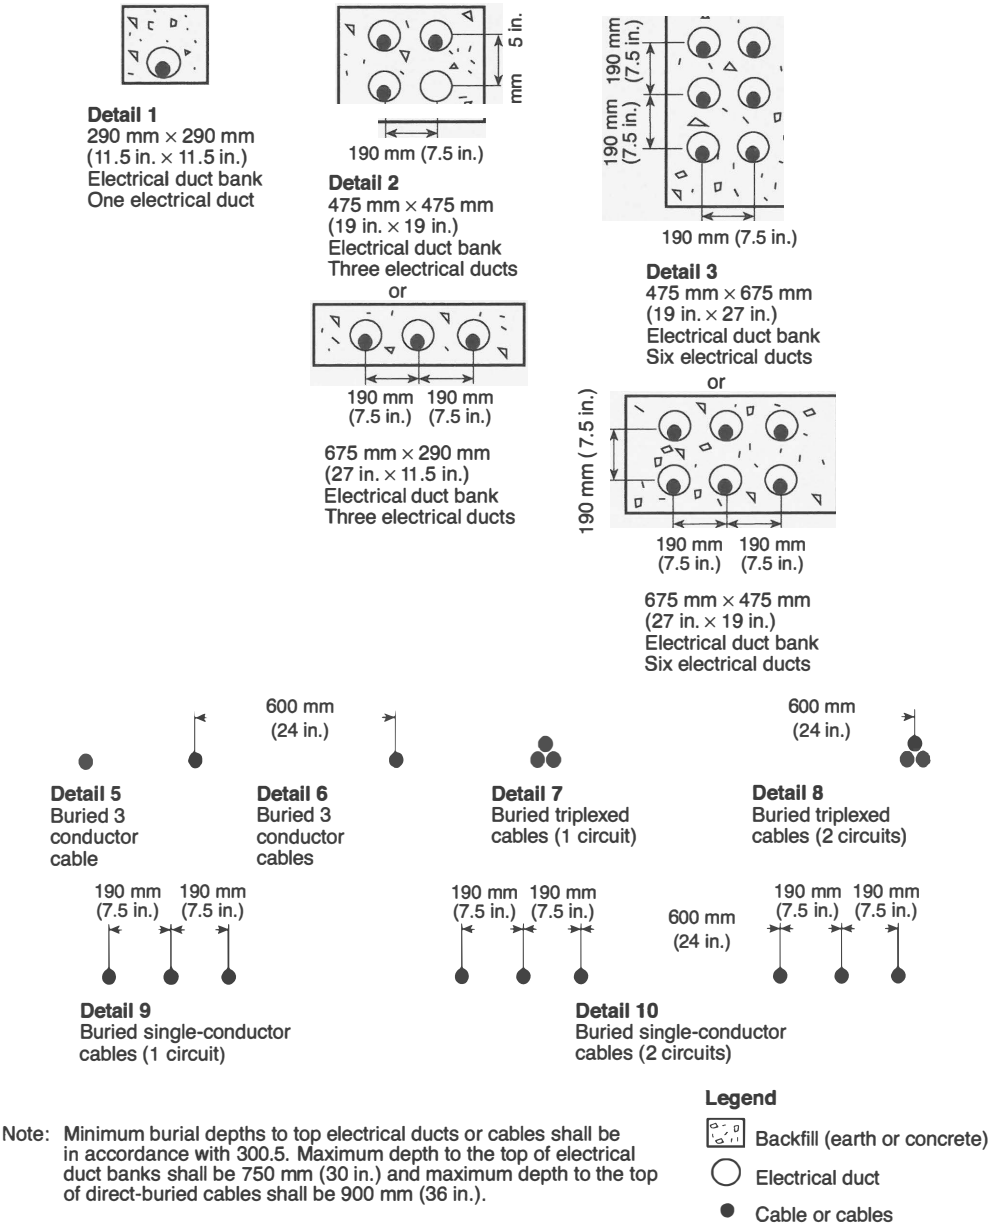 5 in.
mm
190 mm
(7.5 in.)
190 mm
(7.5 in.)
Detail 1
290 mm × 290 mm
(11.5 in. × 11.5 in.)
Electrical duct bank
One electrical duct
190 mm (7.5 in.)
Detail 2
475 mm × 475 mm
(19 in. × 19 in.)
Electrical duct bank
Three electrical ducts
or
190 mm (7.5 in.)
Detail 3
475 mm × 675 mm
(19 in. × 27 in.)
Electrical duct bank
Six electrical ducts
or
190 mm 190 mm
(7.5 in.) (7.5 in.)
675 mm × 290 mm
(27 in. × 11.5 in.)
Electrical duct bank
Three electrical ducts
190 mm ( 7.5 in.)
190 mm 190 mm
(7.5 in.) (7.5 in.)
675 mm × 475 mm
(27 in. × 19 in.)
Electrical duct bank
Six electrical ducts
600 mm
(24 in.)
600 mm
(24 in.)
Detail 5
Buried 3
conductor
cable
Detail 6
Buried 3
conductor
cables
Detail 7
Buried triplexed
cables (1 circuit)
Detail 8
Buried triplexed
cables (2 circuits)
190 mm 190 mm
(7.5 in.) (7.5 in.)
190 mm 190 mm
(7.5 in.) (7.5 in.)
600 mm
(24 in.)
190 mm 190 mm
(7.5 in.) (7.5 in.)
Detail 9
Buried single-conductor
cables (1 circuit)
Detail 10
Buried single-conductor
cables (2 circuits)
Note: Minimum burial depths to top electrical ducts or cables shall be
in accordance with 300.5. Maximum depth to the top of electrical
duct banks shall be 750 mm (30 in.) and maximum depth to the top
of direct-buried cables shall be 900 mm (36 in.).
Legend
Backfill (earth or concrete)
Electrical duct
Cable or cables